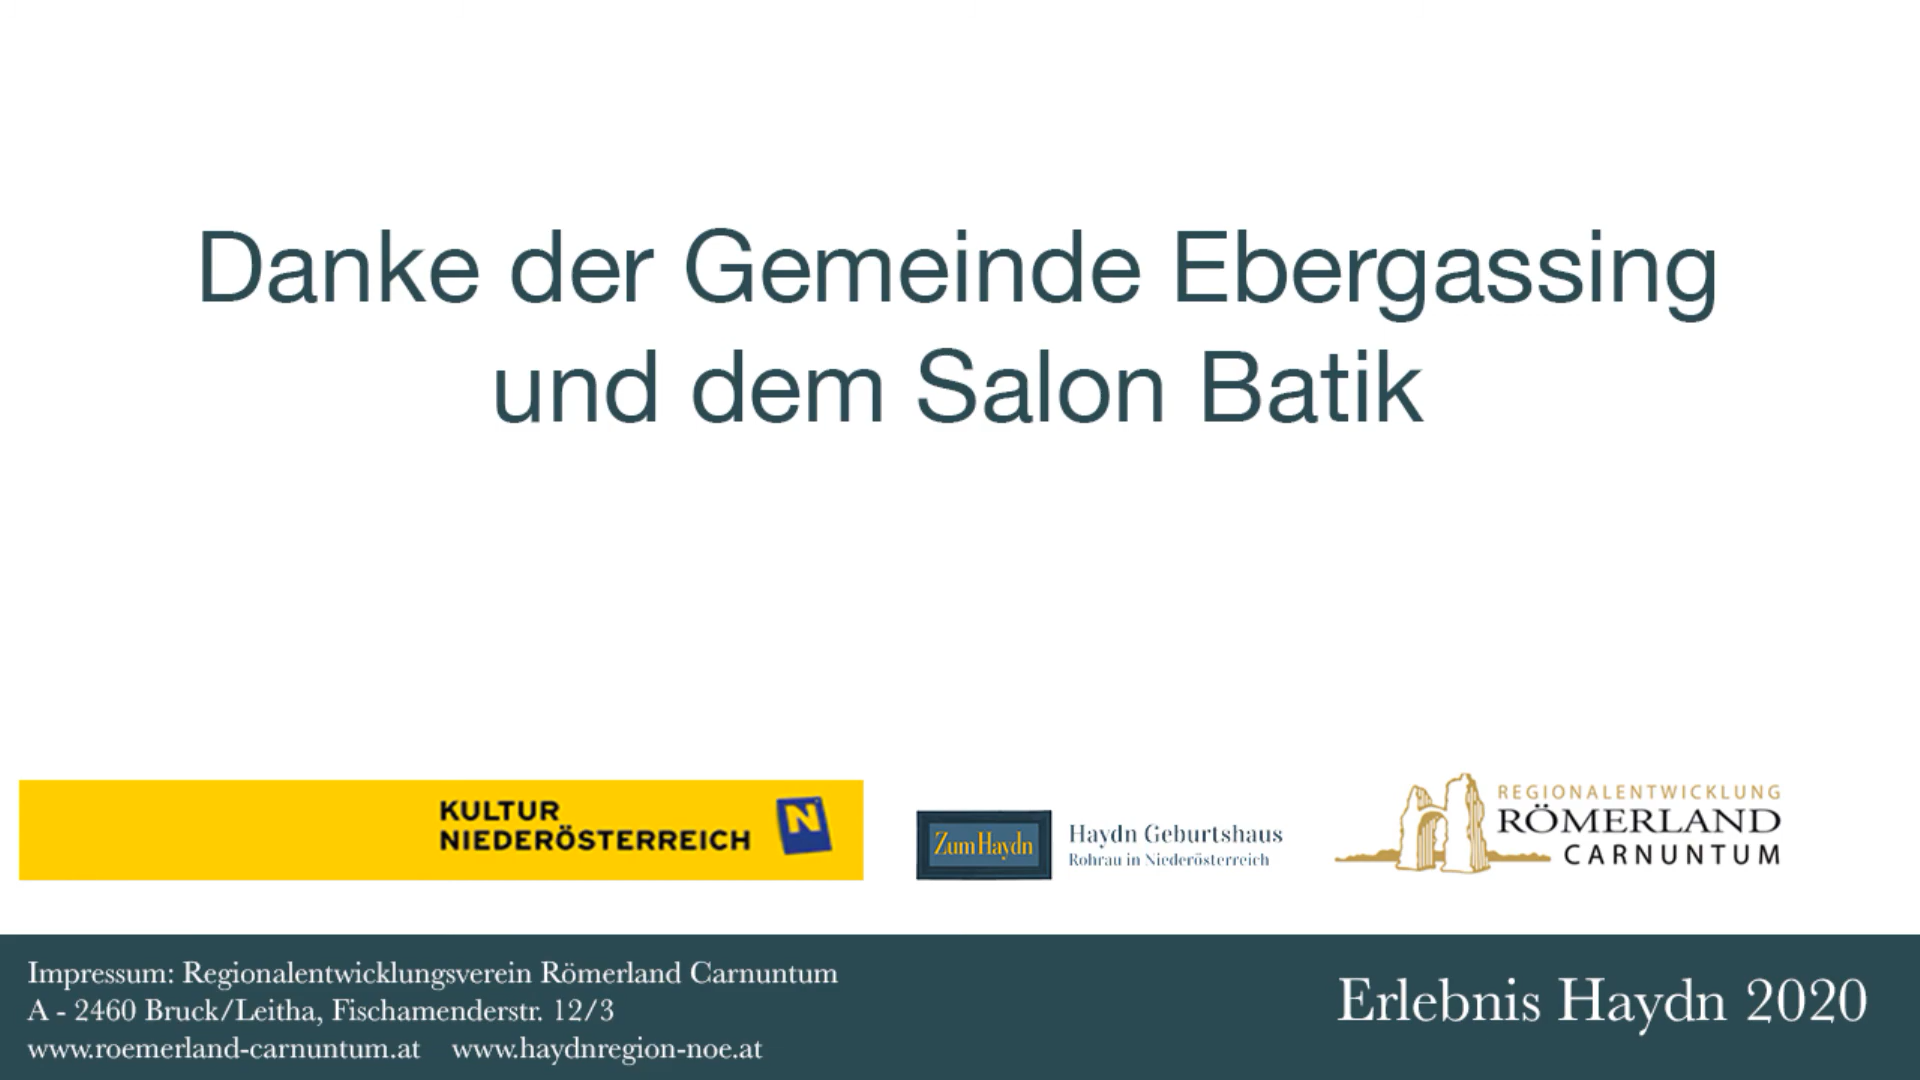 Danke der Gemeinde Ebergassing
und dem Salon Batik
KULTUR
NIEDERÖSTERREICH
N
Zum Haydn
Haydn Geburtshaus
Rohrau in Niederösterreich
REGIONALENTWICKLUNG
RÖMERLAND
CARNUNTUM
Impressum: Regionalentwicklungsverein Römerland Carnuntum
A - 2460 Bruck/Leitha, Fischamenderstr. 12/3
www.roemerland-carnuntum.at www.haydnregion-noe.at
Erlebnis Haydn 2020